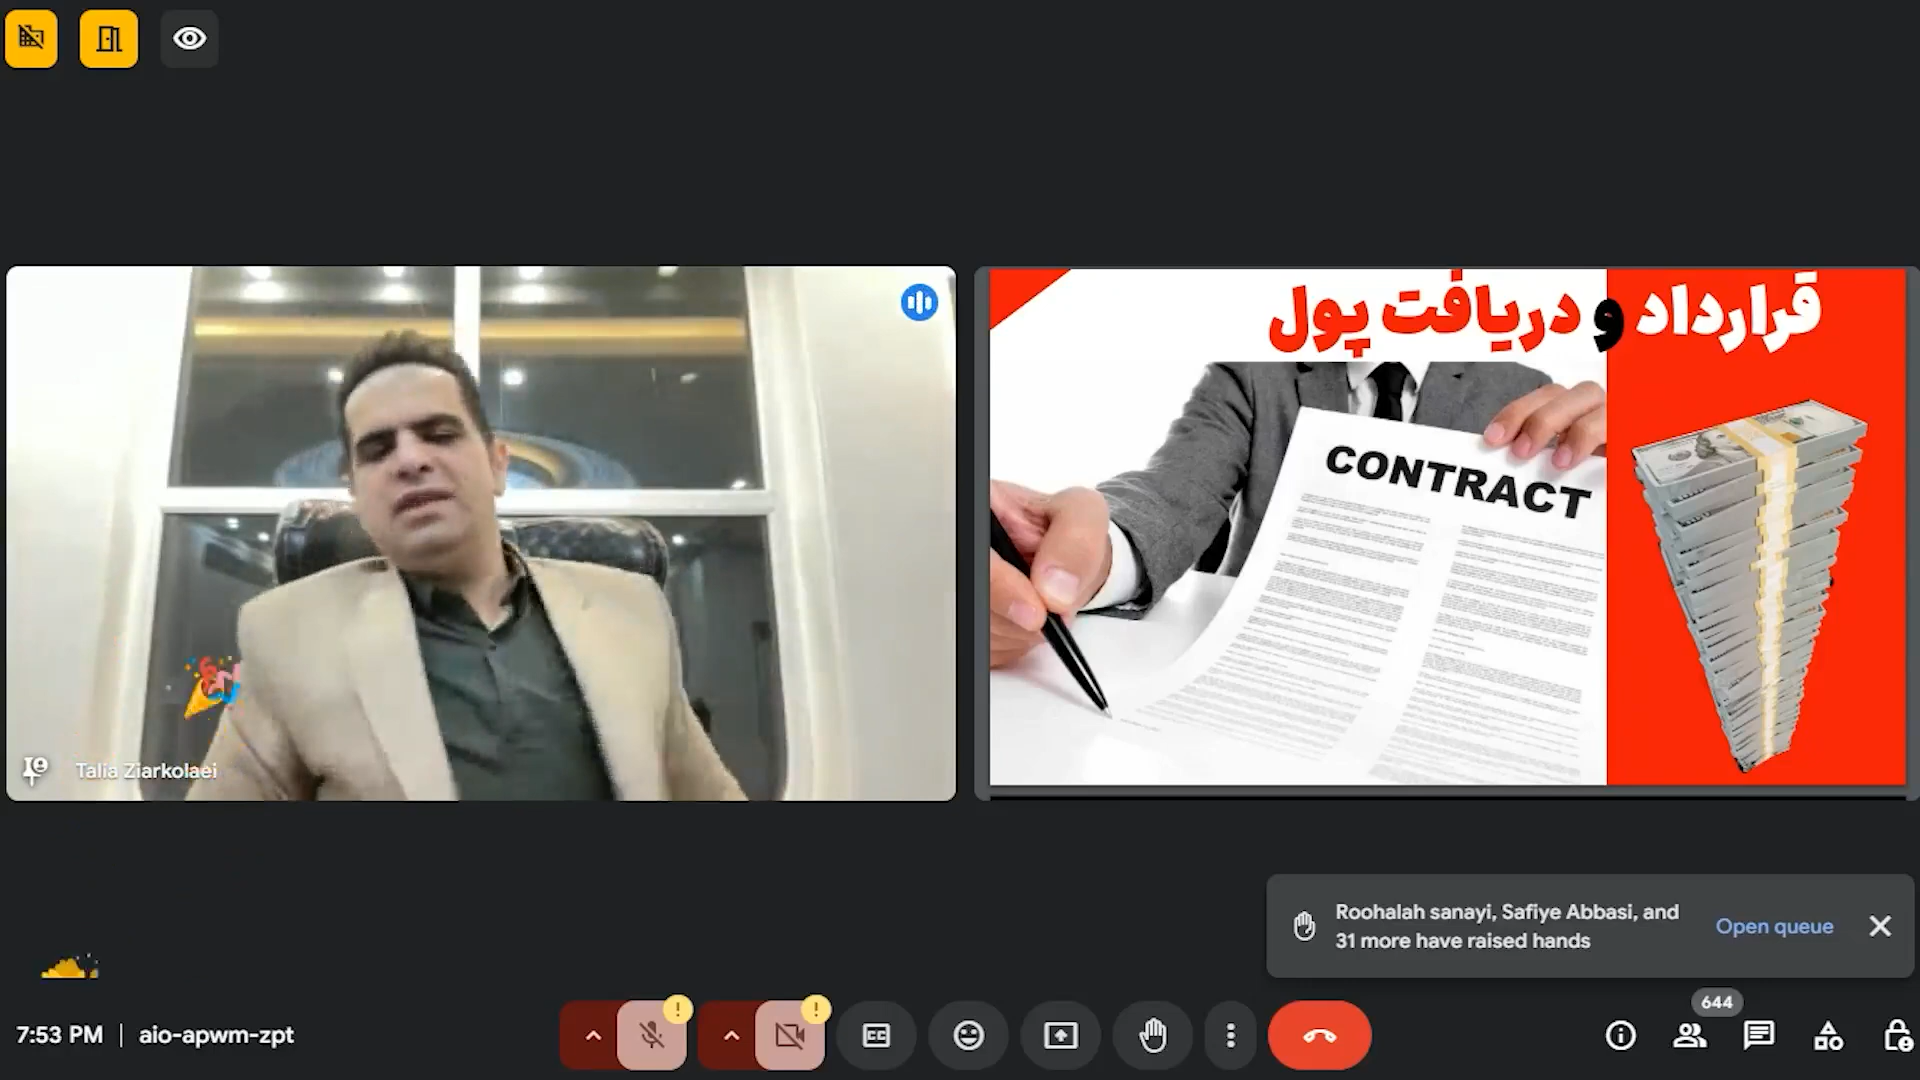 قرارداد و دریافت پول
CONTRACT
Talia Ziarkolaei
Roohalah sanayi, Safiye Abbasi, and
31 more have raised hands
Open queue
644
7:53 PM | aio-apwm-zpt